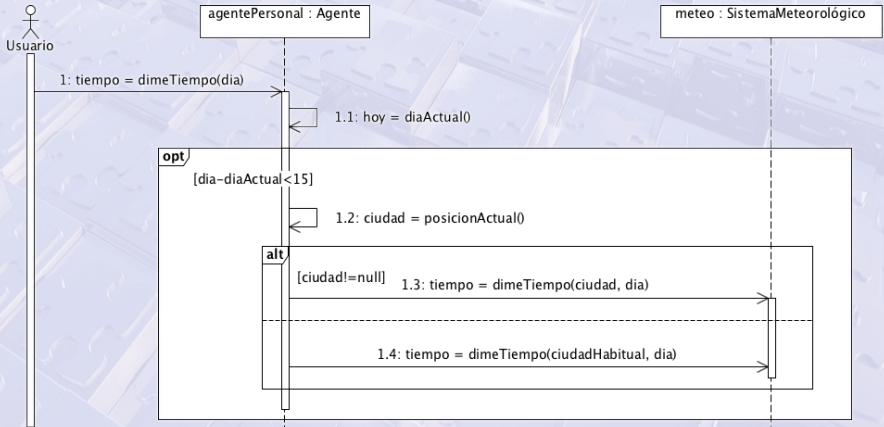 agentePersonal : Agente
meteo : SistemaMeteorológico
Usuario
1: tiempo = dimeTiempo(dia)
1.1: hoy = diaActual()
opt
[dia-diaActual<15]
1.2: ciudad = posicionActual()
alt
[ciudad!=null]
1.3: tiempo = dimeTiempo(ciudad, dia)
1.4: tiempo = dimeTiempo(ciudadHabitual, dia)